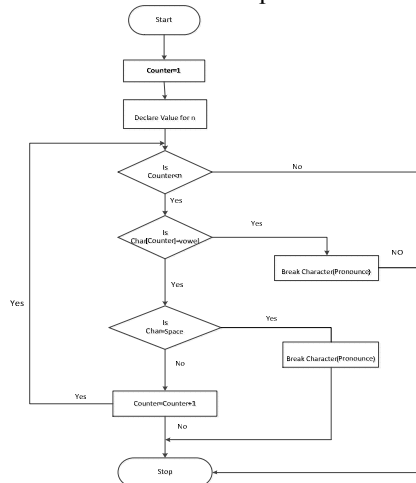 Start
Counter=1
Declare Value for n
Is
Counter<n
No
Yes
Is
Char[Counter]=vowel
Yes
Break Character(Pronounce)
NO
Yes
Yes
Is
Char=Space
Yes
Break Character(Pronounce)
No
Yes
Counter=Counter+1
No
Stop